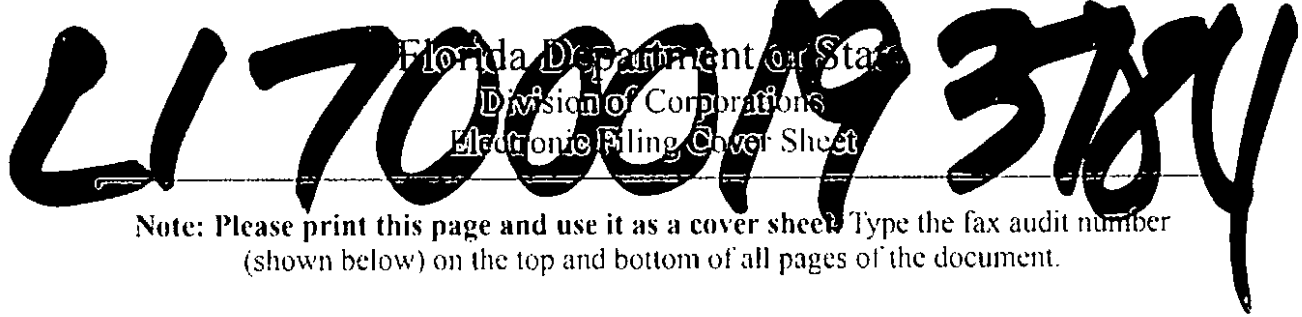 L17000193784
Florida Department of State
Division of Corporations
Electronic Filing Cover Sheet
Note: Please print this page and use it as a cover sheet. Type the fax audit number
(shown below) on the top and bottom of all pages of the document.